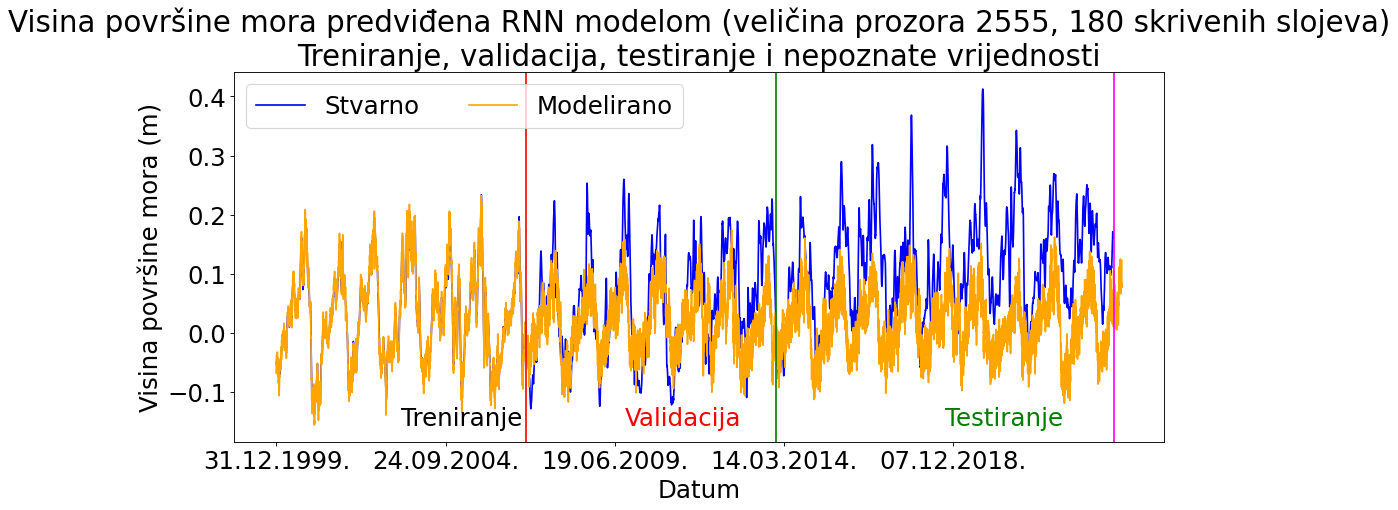 Visina površine mora predviđena RNN modelom (veličina prozora 2555, 180 skrivenih slojeva)
Treniranje, validacija, testiranje i nepoznate vrijednosti
Stvarno
Modelirano
Visina površine mora (m)
0.4
0.3
0.2
0.1
0.0
−0.1
Treniranje
Validacija
Testiranje
31.12.1999.
24.09.2004.
19.06.2009.
14.03.2014.
07.12.2018.
Datum